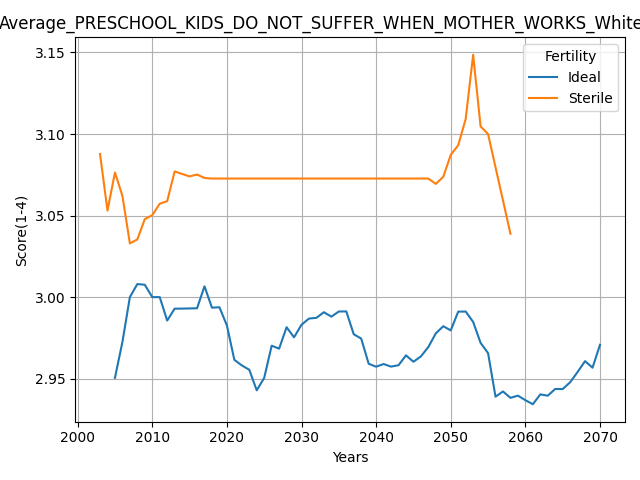 Average_PRESCHOOL_KIDS_DO_NOT_SUFFER_WHEN_MOTHER_WORKS_White
Fertility
Ideal
Sterile
Score(1-4)
3.15
3.10
3.05
3.00
2.95
2000 2010 2020 2030 2040 2050 2060 2070
Years